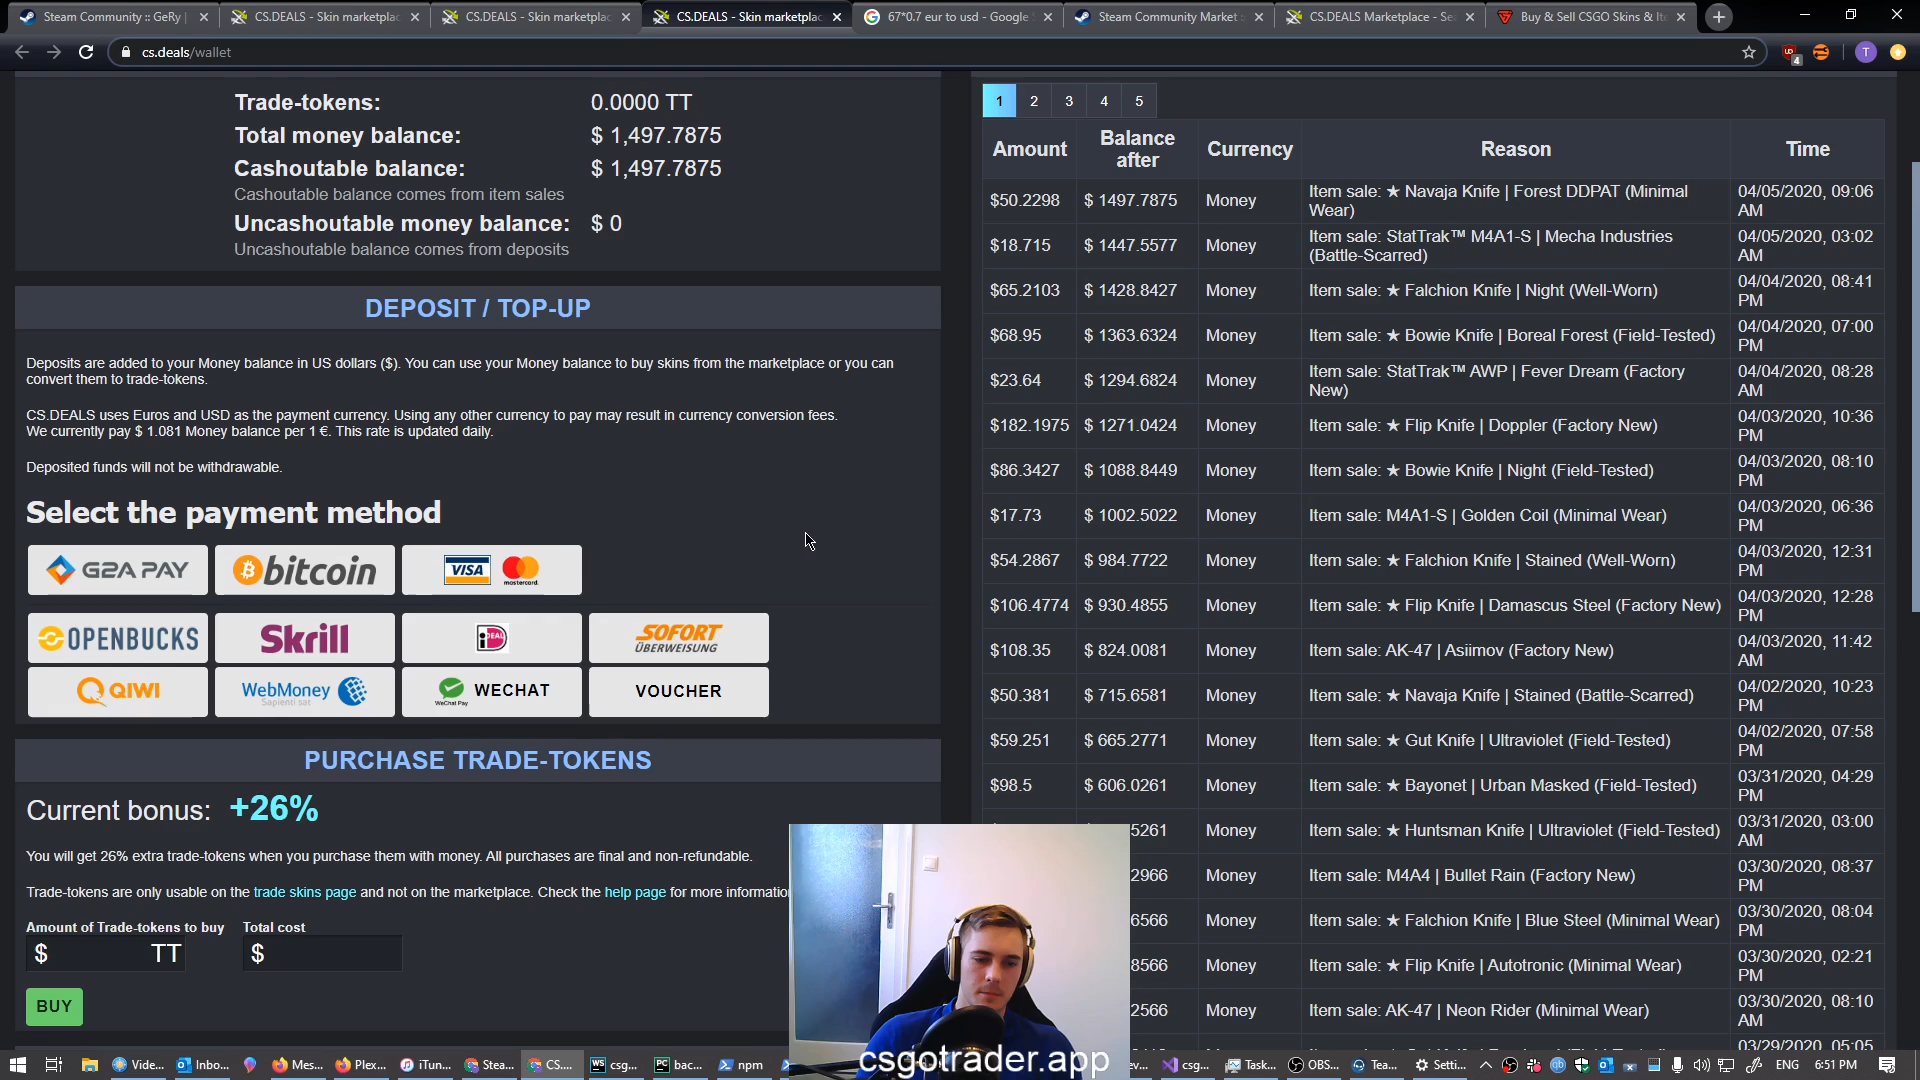 Steam Community :: GeRy |
CS.DEALS - Skin marketplac
CS.DEALS - Skin marketplac
CS.DEALS - Skin marketplac
67*0.7 eur to usd - Google
Steam Community Market
CS.DEALS Marketplace - Se
Buy & Sell CSGO Skins & It
cs.deals/wallet
4
T
Trade-tokens: 0.0000 TT
Total money balance: $ 1,497.7875
Cashoutable balance: $ 1,497.7875
Cashoutable balance comes from item sales
Uncashoutable money balance: $ 0
Uncashoutable balance comes from deposits
DEPOSIT / TOP-UP
Deposits are added to your Money balance in US dollars ($). You can use your Money balance to buy skins from the marketplace or you can
convert them to trade-tokens.
CS.DEALS uses Euros and USD as the payment currency. Using any other currency to pay may result in currency conversion fees.
We currently pay $ 1.081 Money balance per 1 €. This rate is updated daily.
Deposited funds will not be withdrawable.
Select the payment method
G2A PAY bitcoin VISA mastercard
OPENBUCKS Skrill iDEAL SOFORT ÜBERWEISUNG
QIWI WebMoney Sapienti sat WeChat Pay WECHAT VOUCHER
PURCHASE TRADE-TOKENS
Current bonus: +26%
You will get 26% extra trade-tokens when you purchase them with money. All purchases are final and non-refundable.
Trade-tokens are only usable on the trade skins page and not on the marketplace. Check the help page for more informatio
Amount of Trade-tokens to buy Total cost
$ TT $
BUY
1 2 3 4 5
Amount Balance after Currency Reason Time
$50.2298 $ 1497.7875 Money Item sale: ★ Navaja Knife | Forest DDPAT (Minimal Wear) 04/05/2020, 09:06 AM
$18.715 $ 1447.5577 Money Item sale: StatTrak™ M4A1-S | Mecha Industries (Battle-Scarred) 04/05/2020, 03:02 AM
$65.2103 $ 1428.8427 Money Item sale: ★ Falchion Knife | Night (Well-Worn) 04/04/2020, 08:41 PM
$68.95 $ 1363.6324 Money Item sale: ★ Bowie Knife | Boreal Forest (Field-Tested) 04/04/2020, 07:00 PM
$23.64 $ 1294.6824 Money Item sale: StatTrak™ AWP | Fever Dream (Factory New) 04/04/2020, 08:28 AM
$182.1975 $ 1271.0424 Money Item sale: ★ Flip Knife | Doppler (Factory New) 04/03/2020, 10:36 PM
$86.3427 $ 1088.8449 Money Item sale: ★ Bowie Knife | Night (Field-Tested) 04/03/2020, 08:10 PM
$17.73 $ 1002.5022 Money Item sale: M4A1-S | Golden Coil (Minimal Wear) 04/03/2020, 06:36 PM
$54.2867 $ 984.7722 Money Item sale: ★ Falchion Knife | Stained (Well-Worn) 04/03/2020, 12:31 PM
$106.4774 $ 930.4855 Money Item sale: ★ Flip Knife | Damascus Steel (Factory New) 04/03/2020, 12:28 PM
$108.35 $ 824.0081 Money Item sale: AK-47 | Asiimov (Factory New) 04/03/2020, 11:42 AM
$50.381 $ 715.6581 Money Item sale: ★ Navaja Knife | Stained (Battle-Scarred) 04/02/2020, 10:23 PM
$59.251 $ 665.2771 Money Item sale: ★ Gut Knife | Ultraviolet (Field-Tested) 04/02/2020, 07:58 PM
$98.5 $ 606.0261 Money Item sale: ★ Bayonet | Urban Masked (Field-Tested) 03/31/2020, 04:29 PM
5261 Money Item sale: ★ Huntsman Knife | Ultraviolet (Field-Tested) 03/31/2020, 03:00 AM
2966 Money Item sale: M4A4 | Bullet Rain (Factory New) 03/30/2020, 08:37 PM
6566 Money Item sale: ★ Falchion Knife | Blue Steel (Minimal Wear) 03/30/2020, 08:04 PM
8566 Money Item sale: ★ Flip Knife | Autotronic (Minimal Wear) 03/30/2020, 02:21 PM
2566 Money Item sale: AK-47 | Neon Rider (Minimal Wear) 03/30/2020, 08:10 AM
03/29/2020, 05:05
csgotrader.app
Vide... Inbo... Mes... Plex... iTun... Stea... CS.... csg... bac... npm ev... csg... Task... OBS... Tea... Setti... ENG 6:51 PM